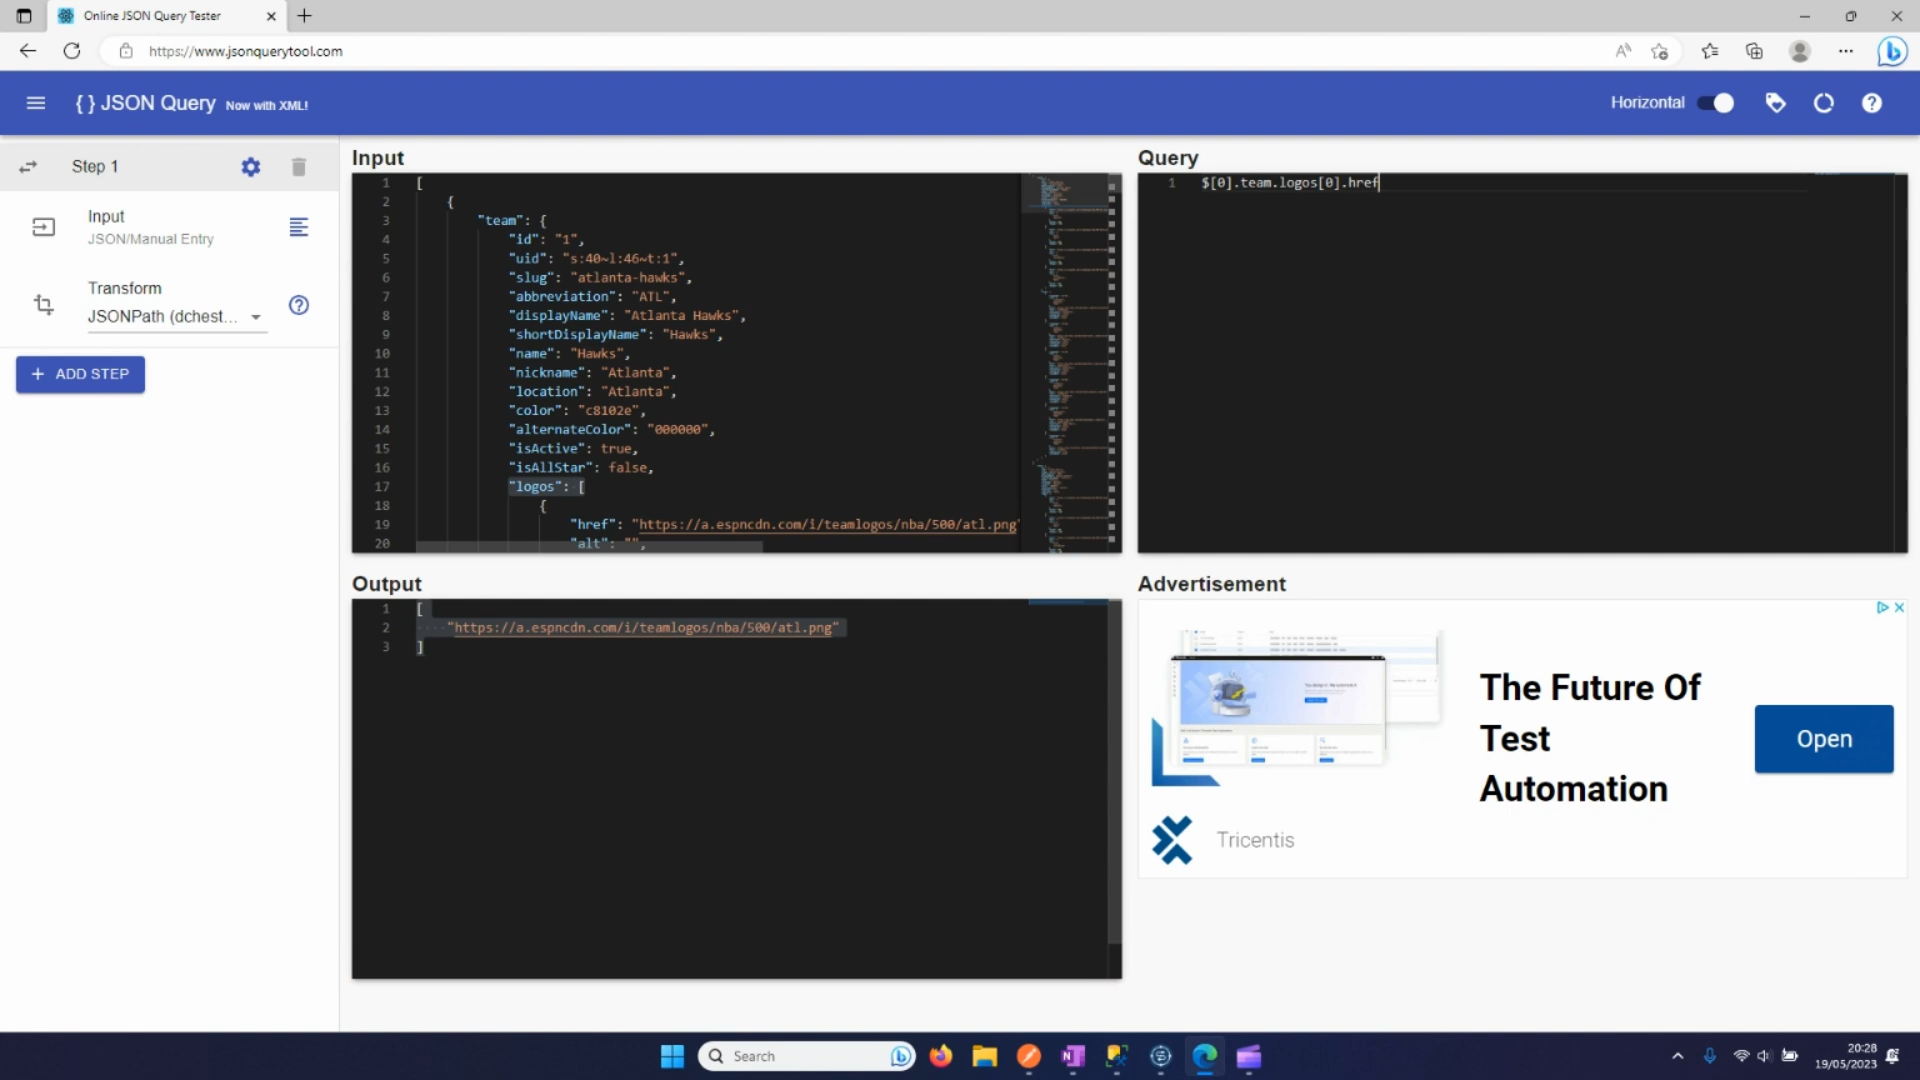 Online JSON Query Tester
https://www.jsonquerytool.com
{ } JSON Query Now with XML!
Horizontal
Step 1
Input
JSON/Manual Entry
Transform
JSONPath (dchest...
+ ADD STEP
Input
1 [
2 {
3 "team": {
4 "id": "1",
5 "uid": "s:40~l:46~t:1",
6 "slug": "atlanta-hawks",
7 "abbreviation": "ATL",
8 "displayName": "Atlanta Hawks",
9 "shortDisplayName": "Hawks",
10 "name": "Hawks",
11 "nickname": "Atlanta",
12 "location": "Atlanta",
13 "color": "c8102e",
14 "alternateColor": "000000",
15 "isActive": true,
16 "isAllStar": false,
17 "logos": [
18 {
19 "href": "https://a.espncdn.com/i/teamlogos/nba/500/atl.png"
20 "alt": "",
Query
1 $[0].team.logos[0].href
Output
1 [
2 "https://a.espncdn.com/i/teamlogos/nba/500/atl.png"
3 ]
Advertisement
The Future Of
Test
Automation
Open
Tricentis
Search
20:28
19/05/2023